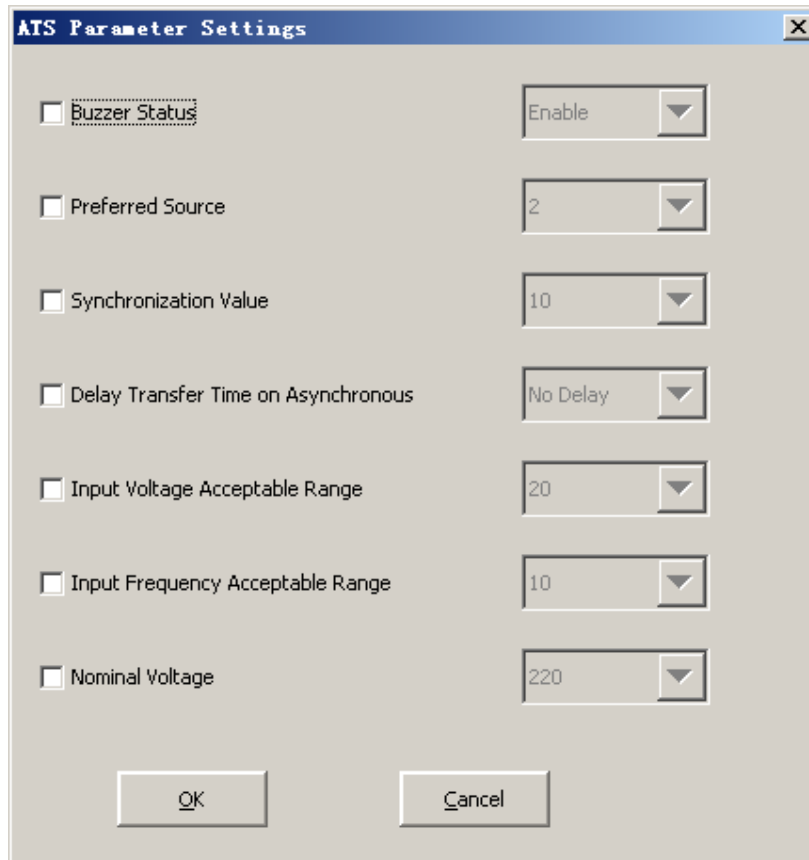 ATS Parameter Settings
Buzzer Status Enable
Preferred Source 2
Synchronization Value 10
Delay Transfer Time on Asynchronous No Delay
Input Voltage Acceptable Range 20
Input Frequency Acceptable Range 10
Nominal Voltage 220
OK Cancel